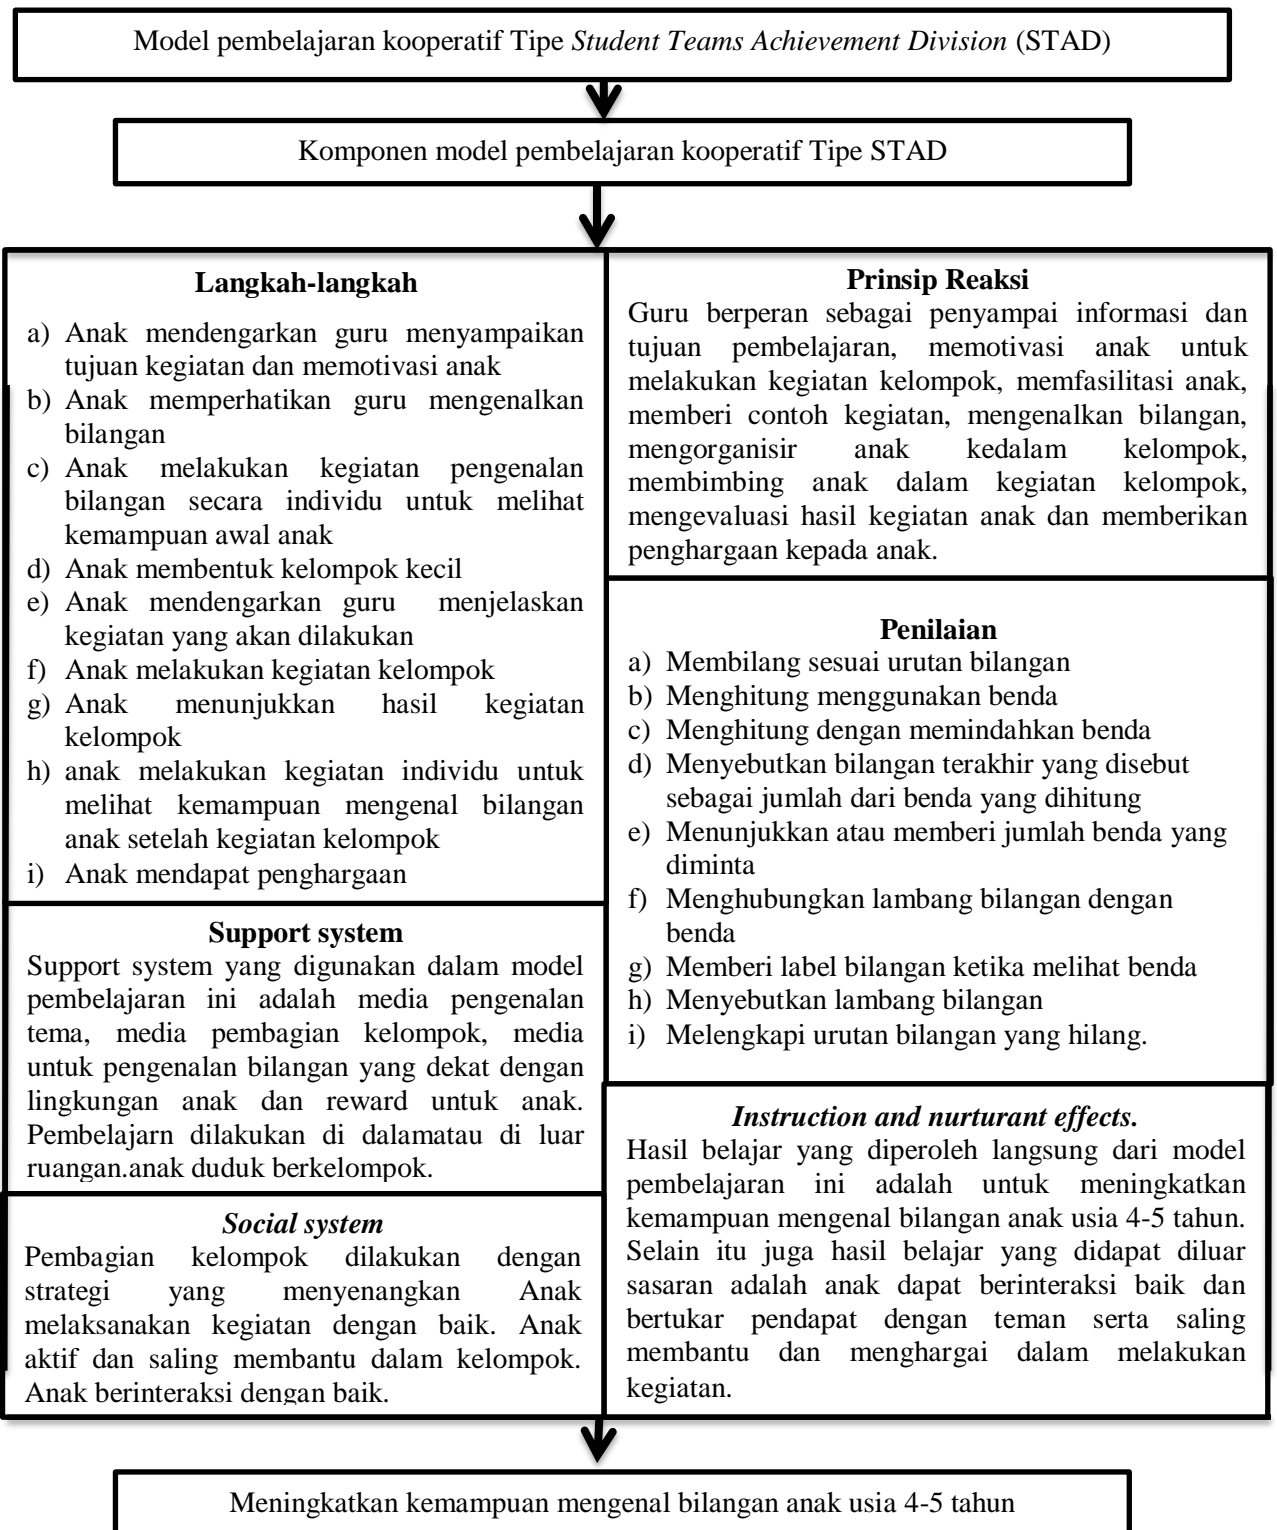 Model pembelajaran kooperatif Tipe Student Teams Achievement Division (STAD)
Komponen model pembelajaran kooperatif Tipe STAD
Langkah-langkah
a) Anak mendengarkan guru menyampaikan
tujuan kegiatan dan memotivasi anak
b) Anak memperhatikan guru mengenalkan
bilangan
c) Anak melakukan kegiatan pengenalan
bilangan secara individu untuk melihat
kemampuan awal anak
d) Anak membentuk kelompok kecil
e) Anak mendengarkan guru menjelaskan
kegiatan yang akan dilakukan
f) Anak melakukan kegiatan kelompok
g) Anak menunjukkan hasil kegiatan
kelompok
h) anak melakukan kegiatan individu untuk
melihat kemampuan mengenal bilangan
anak setelah kegiatan kelompok
i) Anak mendapat penghargaan
Support system
Support system yang digunakan dalam model
pembelajaran ini adalah media pengenalan
tema, media pembagian kelompok, media
untuk pengenalan bilangan yang dekat dengan
lingkungan anak dan reward untuk anak.
Pembelajarn dilakukan di dalamatau di luar
ruangan.anak duduk berkelompok.
Social system
Pembagian kelompok dilakukan dengan
strategi yang menyenangkan Anak
melaksanakan kegiatan dengan baik. Anak
aktif dan saling membantu dalam kelompok.
Anak berinteraksi dengan baik.
Prinsip Reaksi
Guru berperan sebagai penyampai informasi dan
tujuan pembelajaran, memotivasi anak untuk
melakukan kegiatan kelompok, memfasilitasi anak,
memberi contoh kegiatan, mengenalkan bilangan,
mengorganisir anak kedalam kelompok,
membimbing anak dalam kegiatan kelompok,
mengevaluasi hasil kegiatan anak dan memberikan
penghargaan kepada anak.
Penilaian
a) Membilang sesuai urutan bilangan
b) Menghitung menggunakan benda
c) Menghitung dengan memindahkan benda
d) Menyebutkan bilangan terakhir yang disebut
sebagai jumlah dari benda yang dihitung
e) Menunjukkan atau memberi jumlah benda yang
diminta
f) Menghubungkan lambang bilangan dengan
benda
g) Memberi label bilangan ketika melihat benda
h) Menyebutkan lambang bilangan
i) Melengkapi urutan bilangan yang hilang.
Instruction and nurturant effects.
Hasil belajar yang diperoleh langsung dari model
pembelajaran ini adalah untuk meningkatkan
kemampuan mengenal bilangan anak usia 4-5 tahun.
Selain itu juga hasil belajar yang didapat diluar
sasaran adalah anak dapat berinteraksi baik dan
bertukar pendapat dengan teman serta saling
membantu dan menghargai dalam melakukan
kegiatan.
Meningkatkan kemampuan mengenal bilangan anak usia 4-5 tahun